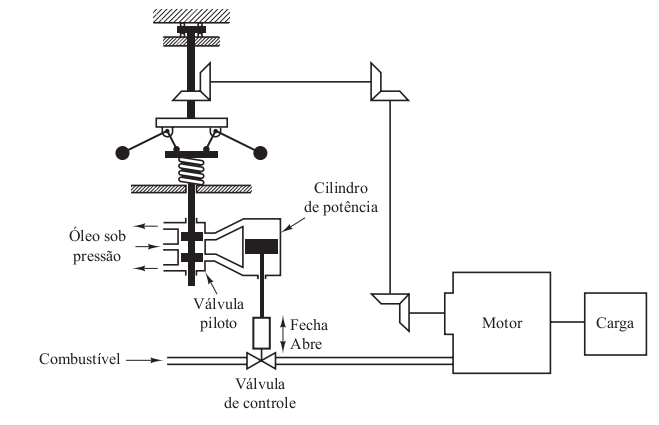 Cilindro
de potência
Óleo sob
pressão
Válvula
piloto
Fecha
Abre
Motor
Carga
Combustível
Válvula
de controle